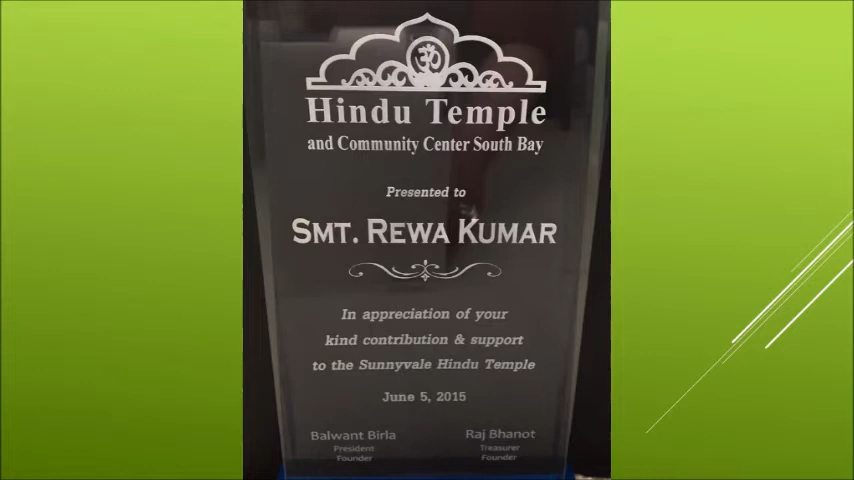 ॐ
Hindu Temple
and Community Center South Bay
Presented to
SMT. REWA KUMAR
In appreciation of your
kind contribution & support
to the Sunnyvale Hindu Temple
June 5, 2015
Balwant Birla Raj Bhanot
President Treasurer
Founder Founder